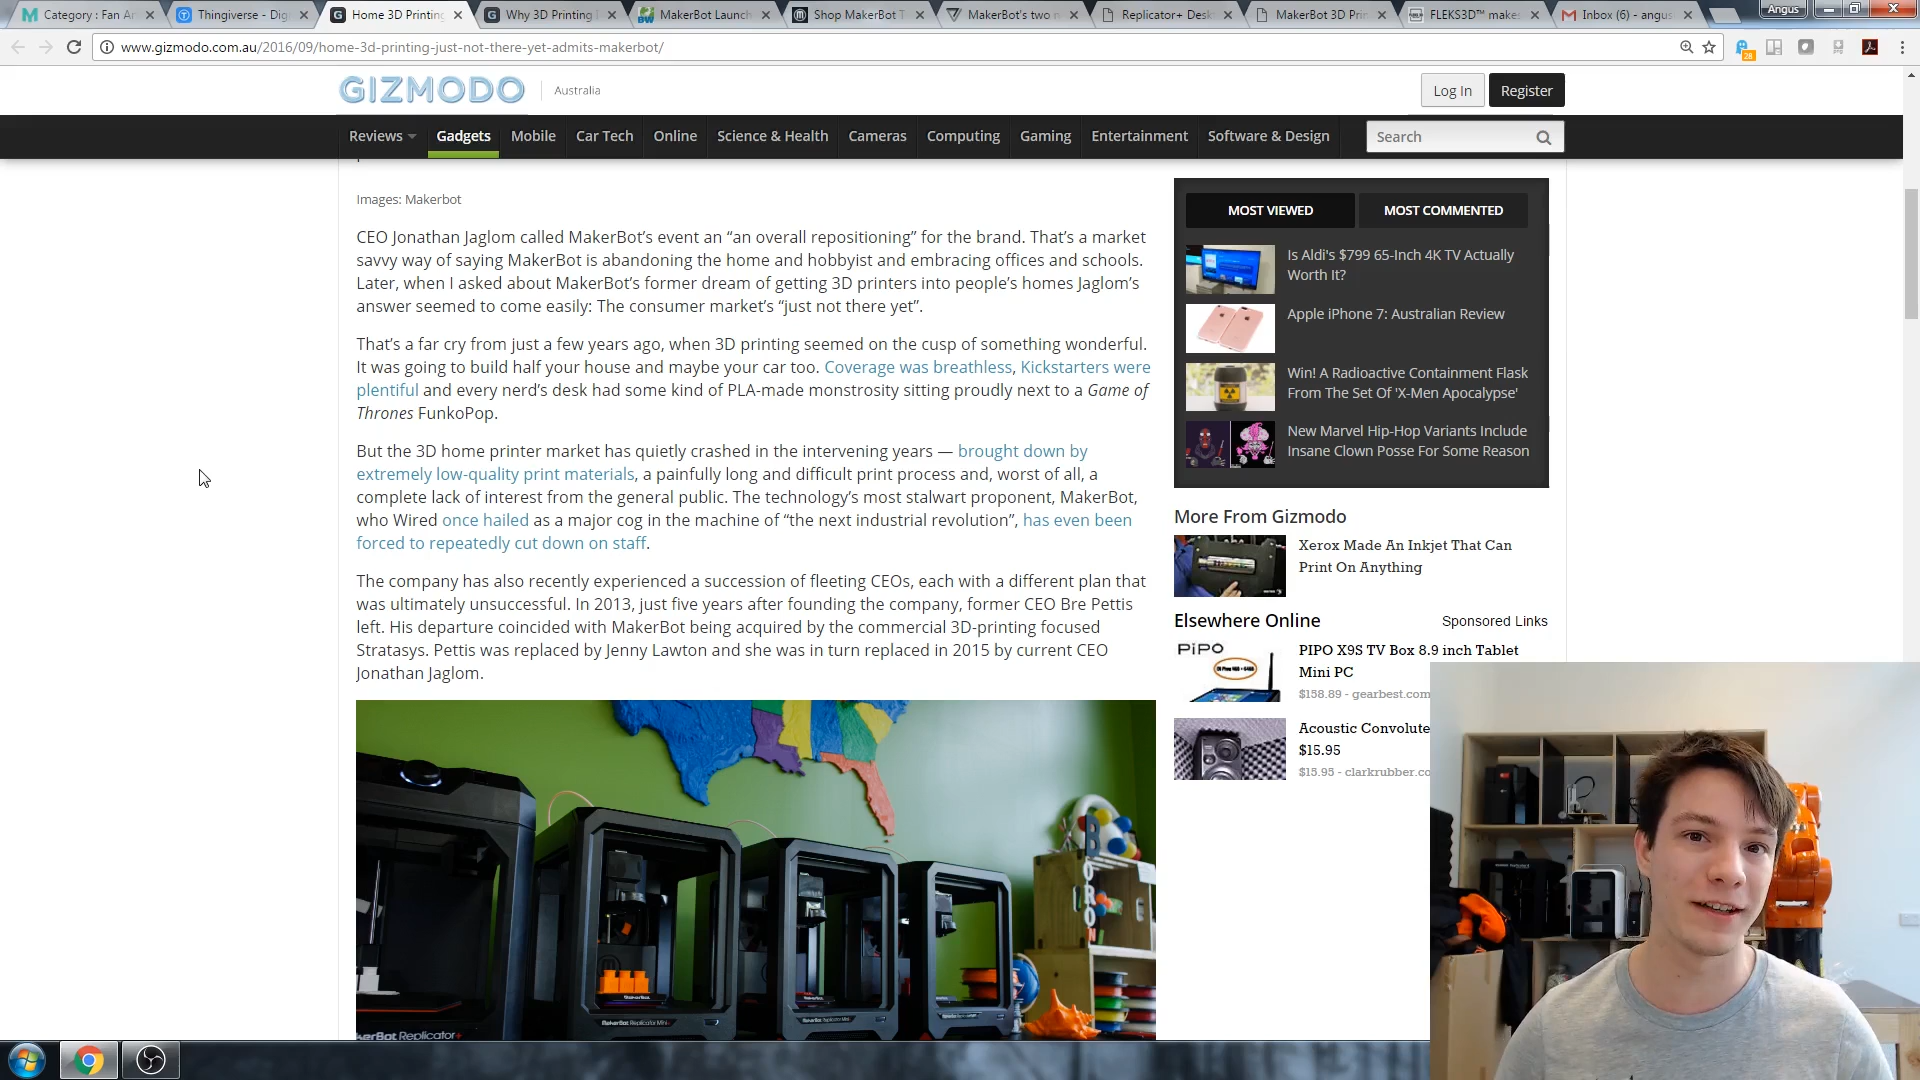 Category : Fan A
Thingiverse - Digi
Home 3D Printing
Why 3D Printing
MakerBot Launch
Shop MakerBot T
MakerBot's two n
Replicator+ Desk
MakerBot 3D Prin
FLEKS3D™ makes
Inbox (6) - angus
Angus
www.gizmodo.com.au/2016/09/home-3d-printing-just-not-there-yet-admits-makerbot/
28
GIZMODO
Australia
Log In
Register
Reviews
Gadgets
Mobile
Car Tech
Online
Science & Health
Cameras
Computing
Gaming
Entertainment
Software & Design
Search
Images: Makerbot
CEO Jonathan Jaglom called MakerBot's event an “an overall repositioning” for the brand. That's a market
savvy way of saying MakerBot is abandoning the home and hobbyist and embracing offices and schools.
Later, when I asked about MakerBot's former dream of getting 3D printers into people's homes Jaglom's
answer seemed to come easily: The consumer market's “just not there yet”.
That's a far cry from just a few years ago, when 3D printing seemed on the cusp of something wonderful.
It was going to build half your house and maybe your car too. Coverage was breathless, Kickstarters were
plentiful and every nerd's desk had some kind of PLA-made monstrosity sitting proudly next to a Game of
Thrones FunkoPop.
But the 3D home printer market has quietly crashed in the intervening years — brought down by
extremely low-quality print materials, a painfully long and difficult print process and, worst of all, a
complete lack of interest from the general public. The technology's most stalwart proponent, MakerBot,
who Wired once hailed as a major cog in the machine of “the next industrial revolution”, has even been
forced to repeatedly cut down on staff.
The company has also recently experienced a succession of fleeting CEOs, each with a different plan that
was ultimately unsuccessful. In 2013, just five years after founding the company, former CEO Bre Pettis
left. His departure coincided with MakerBot being acquired by the commercial 3D-printing focused
Stratasys. Pettis was replaced by Jenny Lawton and she was in turn replaced in 2015 by current CEO
Jonathan Jaglom.
MOST VIEWED
MOST COMMENTED
Is Aldi's $799 65-Inch 4K TV Actually
Worth It?
Apple iPhone 7: Australian Review
Win! A Radioactive Containment Flask
From The Set Of 'X-Men Apocalypse'
New Marvel Hip-Hop Variants Include
Insane Clown Posse For Some Reason
More From Gizmodo
Xerox Made An Inkjet That Can
Print On Anything
Elsewhere Online
Sponsored Links
PiPO
PIPO X9S TV Box 8.9 inch Tablet
Mini PC
$158.89 - gearbest.com
Acoustic Convolute
$15.95
$15.95 - clarkrubber.co
MakerBot Replicator+
MakerBot Replicator Mini+